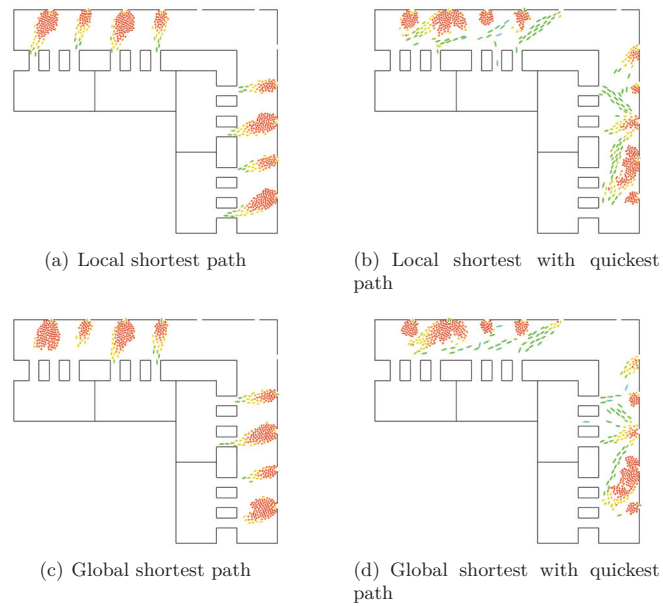 (a) Local shortest path
(b) Local shortest with quickest
path
(c) Global shortest path
(d) Global shortest with quickest
path